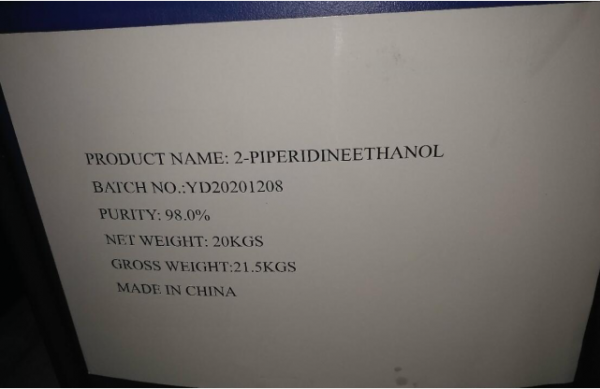 PRODUCT NAME: 2-PIPERIDINEETHANOL
BATCH NO.:YD20201208
PURITY: 98.0%
NET WEIGHT: 20KGS
GROSS WEIGHT:21.5KGS
MADE IN CHINA